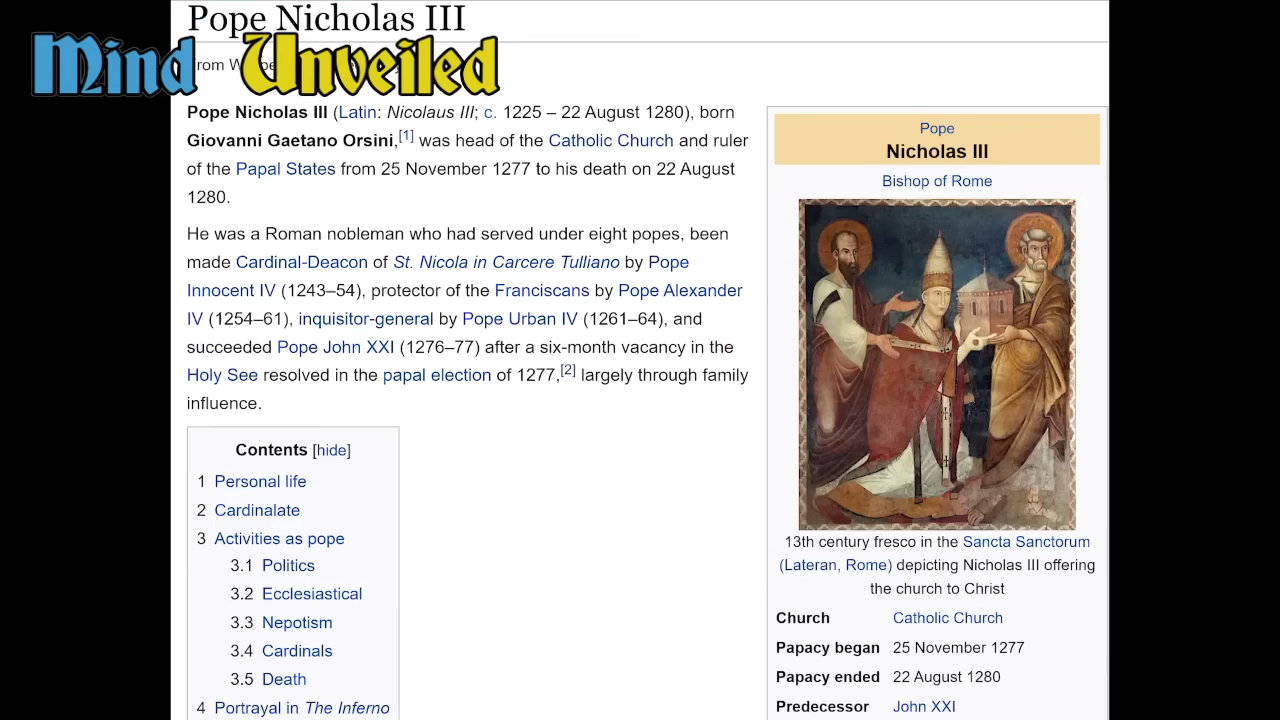 Pope Nicholas III
Mind Unveiled
rom W
Pope Nicholas III (Latin: Nicolaus III; c. 1225 – 22 August 1280), born
Giovanni Gaetano Orsini,[1] was head of the Catholic Church and ruler
of the Papal States from 25 November 1277 to his death on 22 August
1280.
He was a Roman nobleman who had served under eight popes, been
made Cardinal-Deacon of St. Nicola in Carcere Tulliano by Pope
Innocent IV (1243–54), protector of the Franciscans by Pope Alexander
IV (1254–61), inquisitor-general by Pope Urban IV (1261–64), and
succeeded Pope John XXI (1276–77) after a six-month vacancy in the
Holy See resolved in the papal election of 1277,[2] largely through family
influence.
Contents [hide]
1 Personal life
2 Cardinalate
3 Activities as pope
3.1 Politics
3.2 Ecclesiastical
3.3 Nepotism
3.4 Cardinals
3.5 Death
4 Portrayal in The Inferno
Pope
Nicholas III
Bishop of Rome
13th century fresco in the Sancta Sanctorum
(Lateran, Rome) depicting Nicholas III offering
the church to Christ
Church Catholic Church
Papacy began 25 November 1277
Papacy ended 22 August 1280
Predecessor John XXI